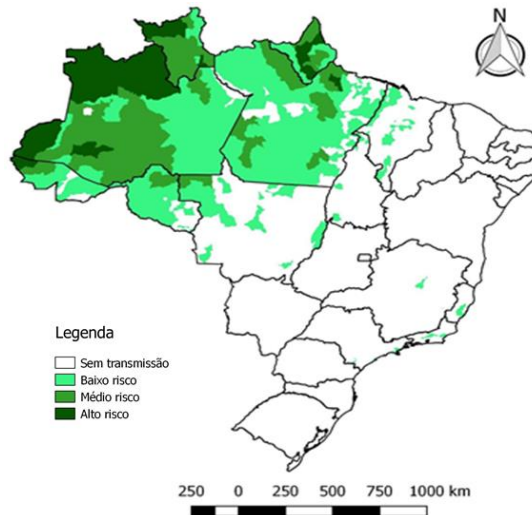 N
Legenda
Sem transmissão
Baixo risco
Médio risco
Alto risco
250 0 250 500 750 1000 km